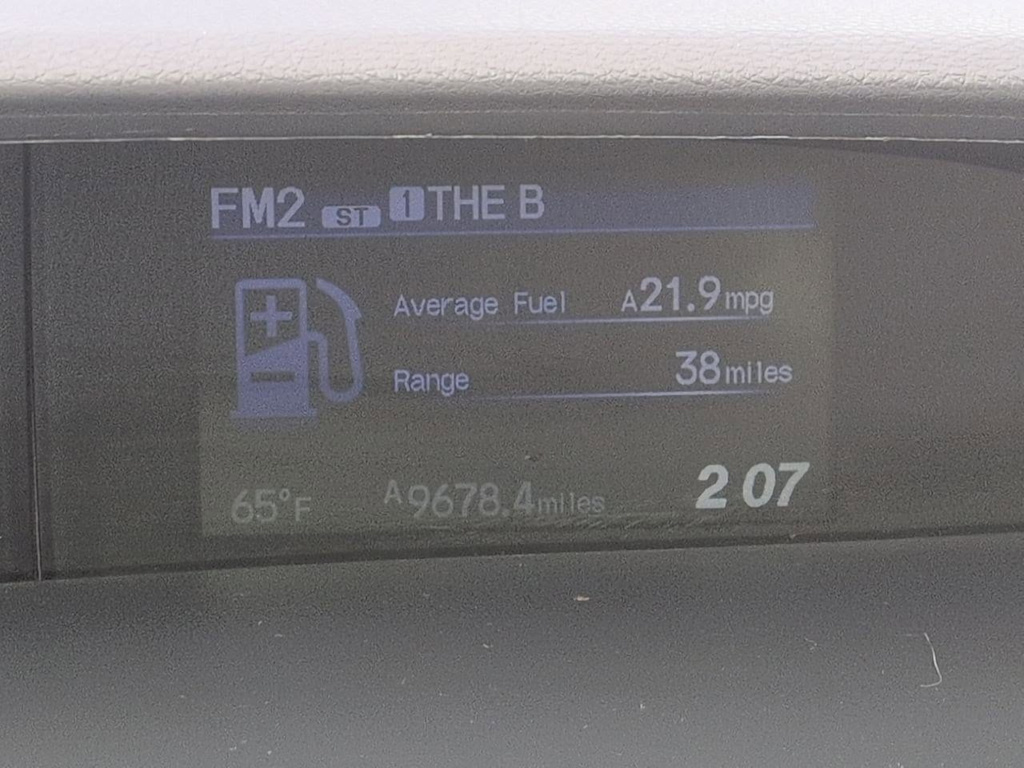 FM2 ST 1 THE B
Average Fuel A21.9mpg
Range 38miles
65°F A9678.4miles 2 07